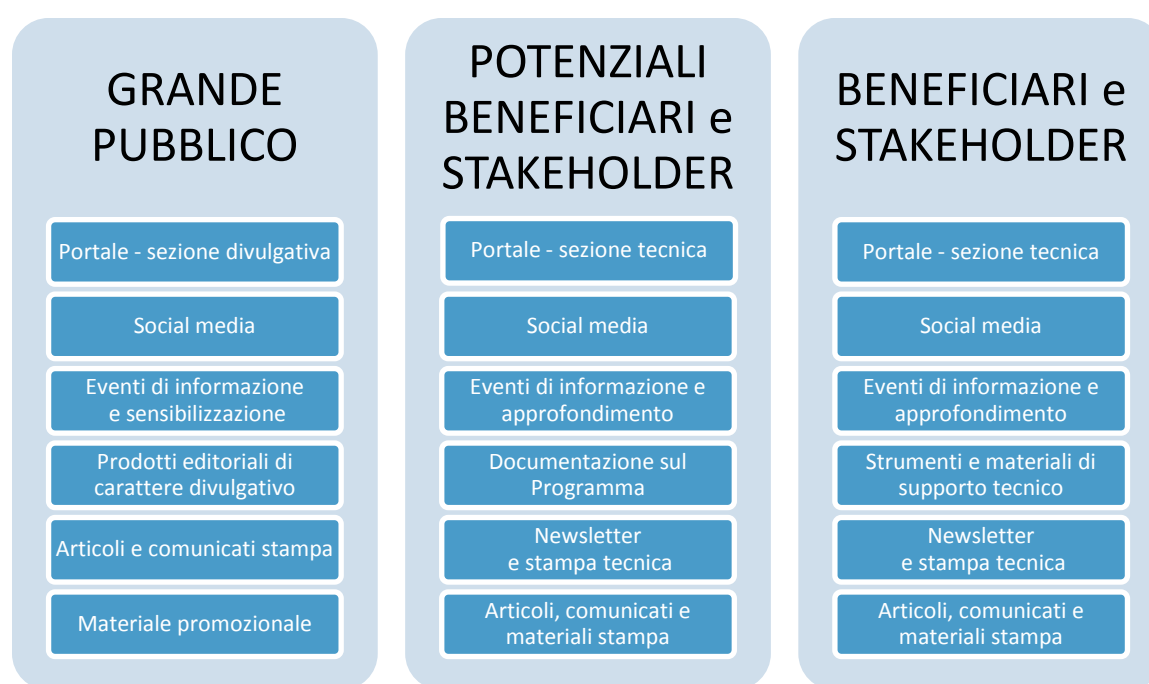 GRANDE
PUBBLICO
Portale - sezione divulgativa
Social media
Eventi di informazione
e sensibilizzazione
Prodotti editoriali di
carattere divulgativo
Articoli e comunicati stampa
Materiale promozionale
POTENZIALI
BENEFICIARI e
STAKEHOLDER
Portale - sezione tecnica
Social media
Eventi di informazione e
approfondimento
Documentazione sul
Programma
Newsletter
e stampa tecnica
Articoli, comunicati e
materiali stampa
BENEFICIARI e
STAKEHOLDER
Portale - sezione tecnica
Social media
Eventi di informazione e
approfondimento
Strumenti e materiali di
supporto tecnico
Newsletter
e stampa tecnica
Articoli, comunicati e
materiali stampa